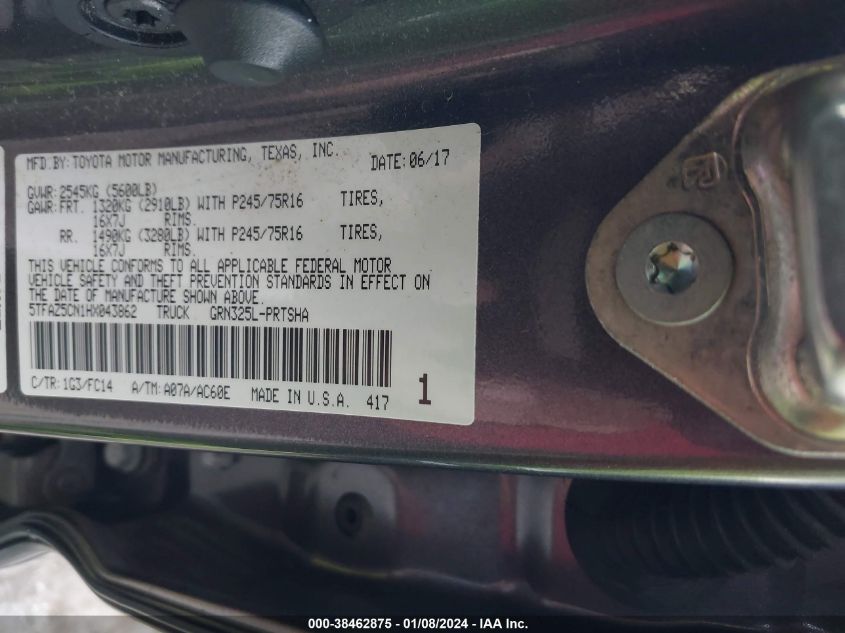 MFD.BY:TOYOTA MOTOR MANUFACTURING, TEXAS, INC. DATE:06/17
GVWR:2545KG (5600LB)
GAWR:FRT. 1320KG (2910LB) WITH P245/75R16 TIRES,
16X7J RIMS.
RR. 1490KG (3280LB) WITH P245/75R16 TIRES,
16X7J RIMS.
THIS VEHICLE CONFORMS TO ALL APPLICABLE FEDERAL MOTOR
VEHICLE SAFETY AND THEFT PREVENTION STANDARDS IN EFFECT ON
THE DATE OF MANUFACTURE SHOWN ABOVE.
5TFAZ5CN1HX043862 TRUCK GRN325L-PRTSHA
C/TR:1G3/FC14 A/TM:A07A/AC60E MADE IN U.S.A. 417 1
000-38462875 - 01/08/2024 - IAA Inc.